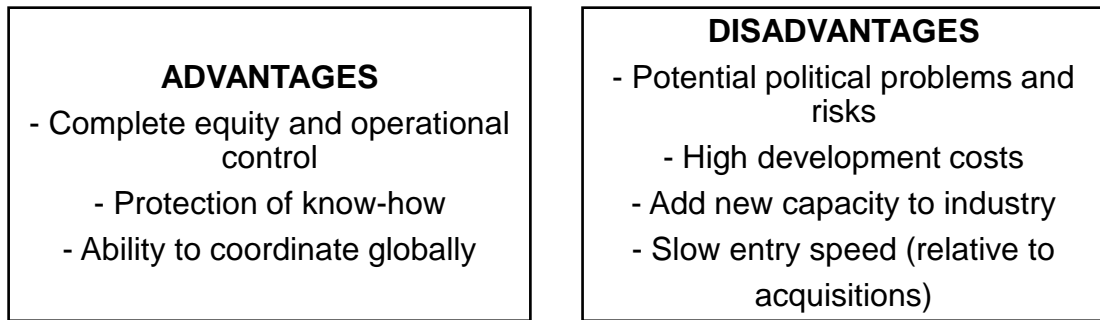 ADVANTAGES
- Complete equity and operational
control
- Protection of know-how
- Ability to coordinate globally
DISADVANTAGES
- Potential political problems and
risks
- High development costs
- Add new capacity to industry
- Slow entry speed (relative to
acquisitions)